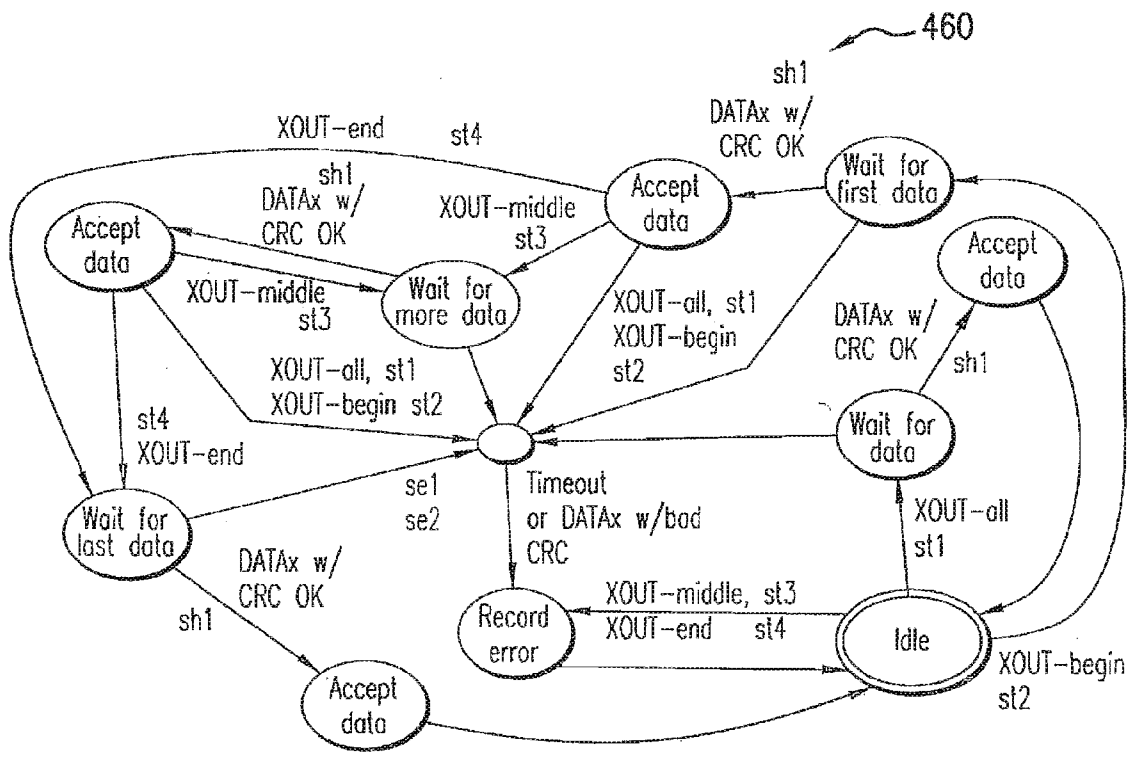 460
sh1
DATAx w/
CRC OK
XOUT-end st4
Wait for
first data
sh1
DATAx w/
CRC OK
Accept
data
XOUT-middle
st3
Accept
data
Accept
data
XOUT-middle
st3
Wait for
more data
XOUT-all, st1
XOUT-begin
st2
DATAx w/
CRC OK
sh1
XOUT-all, st1
XOUT-begin st2
Wait for
data
st4
XOUT-end
se1
se2
Timeout
or DATAx w/bad
CRC
XOUT-all
st1
Wait for
last data
DATAx w/
CRC OK
sh1
Record
error
XOUT-middle, st3
XOUT-end st4
Idle
XOUT-begin
st2
Accept
data